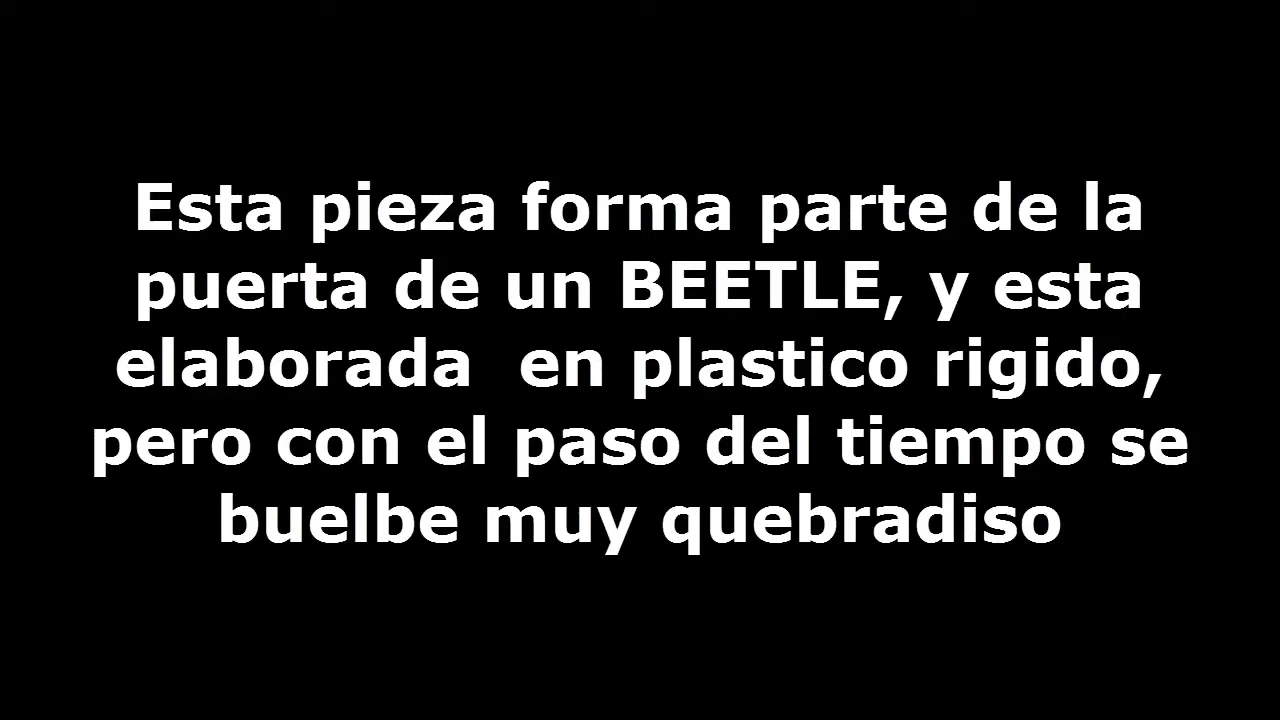 Esta pieza forma parte de la
puerta de un BEETLE, y esta
elaborada  en plastico rigido,
pero con el paso del tiempo se
buelbe muy quebradiso